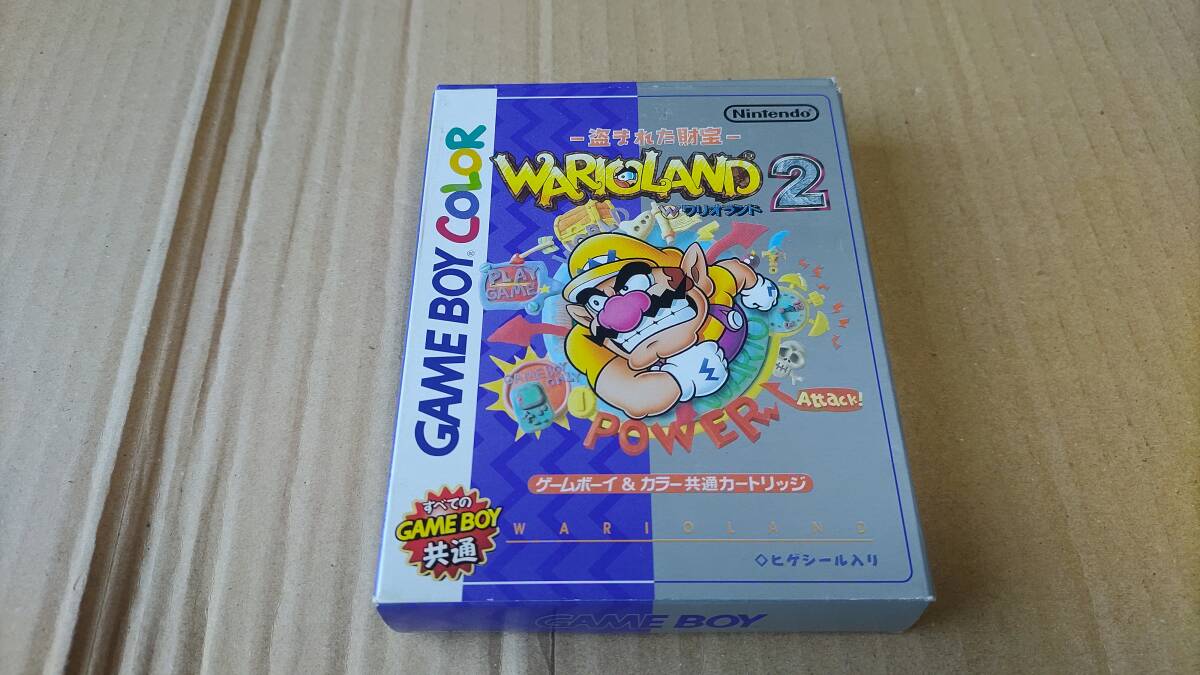 GAME BOY COLOR
Nintendo
-盗まれた財宝-
WARIOLAND 2
ワリオランド
PLAY GAME
WARIO
Attack!
POWER
ゲームボーイ&カラー共通カートリッジ
すべての
GAME BOY
共通
WARIOLAND
◇ヒゲシール入り
GAME BOY